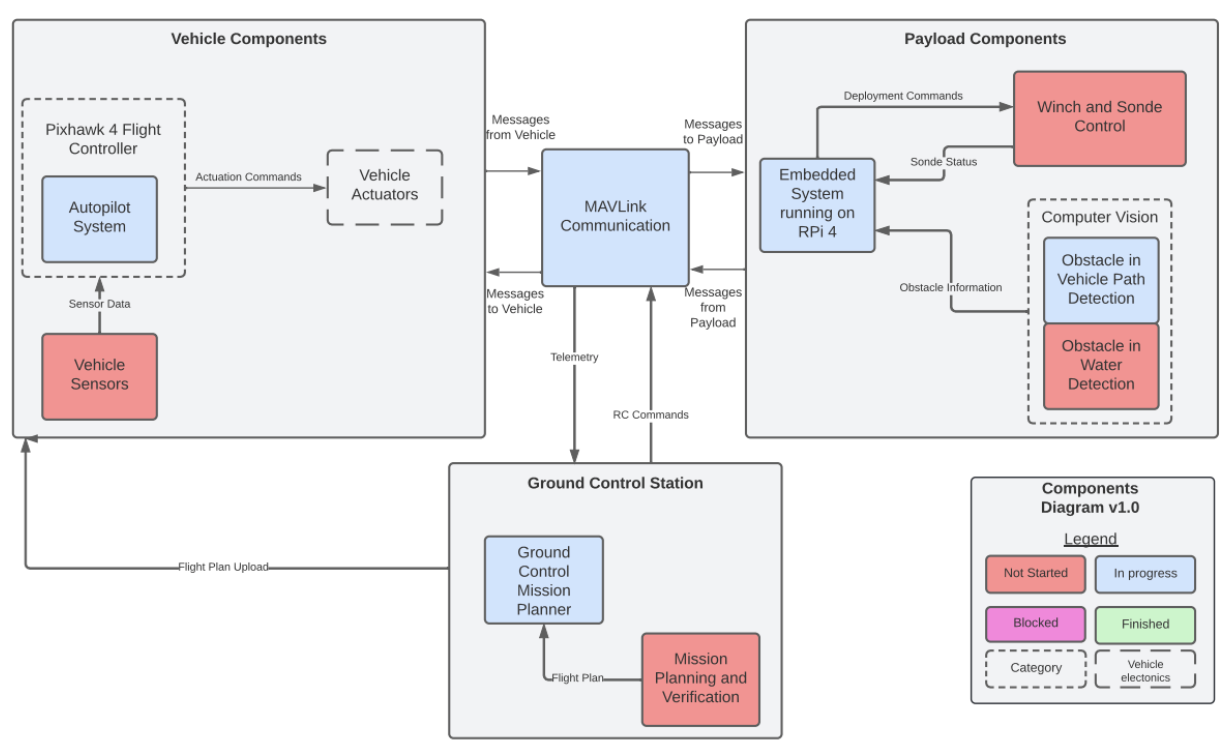 Vehicle Components
Pixhawk 4 Flight
Controller
Autopilot
System
Actuation Commands
Vehicle
Actuators
Sensor Data
Vehicle
Sensors
Messages
from Vehicle
Messages
to Vehicle
MAVLink
Communication
Messages
to Payload
Messages
from
Payload
Payload Components
Deployment Commands
Winch and Sonde
Control
Sonde Status
Embedded
System
running on
RPi 4
Computer Vision
Obstacle in
Vehicle Path
Detection
Obstacle Information
Obstacle in
Water
Detection
Telemetry
RC Commands
Ground Control Station
Ground
Control
Mission
Planner
Flight Plan Upload
Flight Plan
Mission
Planning and
Verification
Components
Diagram v1.0
Legend
Not Started
In progress
Blocked
Finished
Category
Vehicle
electonics